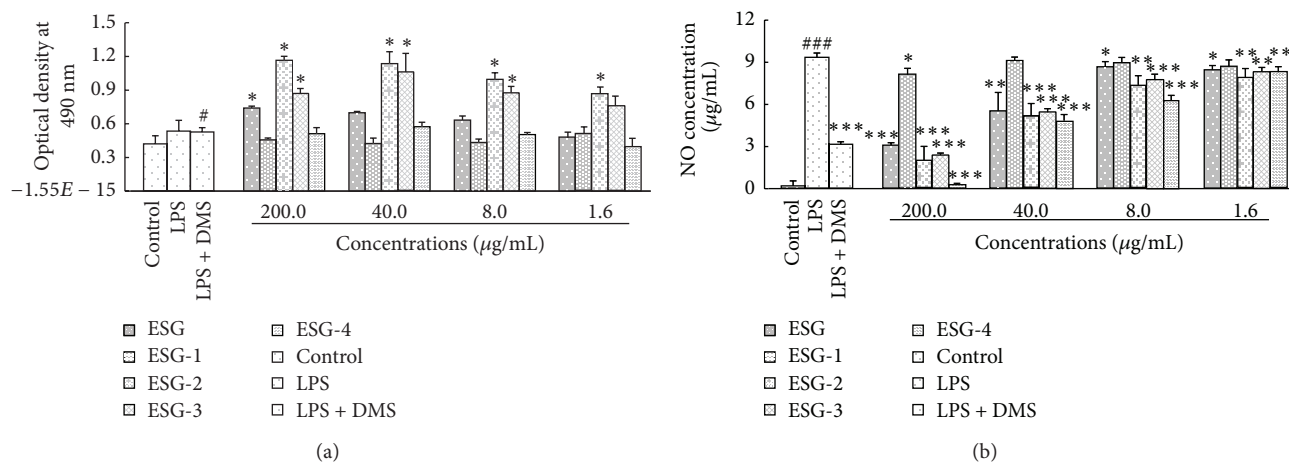 Optical density at
490 nm
1.5
1.2
0.9
0.6
0.3
−1.55E − 15
*
*
*
*
*
*
*
*
#
Control
LPS
LPS + DMS
200.0
40.0
8.0
1.6
Concentrations (μg/mL)
ESG
ESG-1
ESG-2
ESG-3
ESG-4
Control
LPS
LPS + DMS
(a)
NO concentration
(μg/mL)
12
9
6
3
0
###
***
***
*
***
***
***
**
***
***
***
*
**
***
***
*
**
**
**
Control
LPS
LPS + DMS
200.0
40.0
8.0
1.6
Concentrations (μg/mL)
ESG
ESG-1
ESG-2
ESG-3
ESG-4
Control
LPS
LPS + DMS
(b)